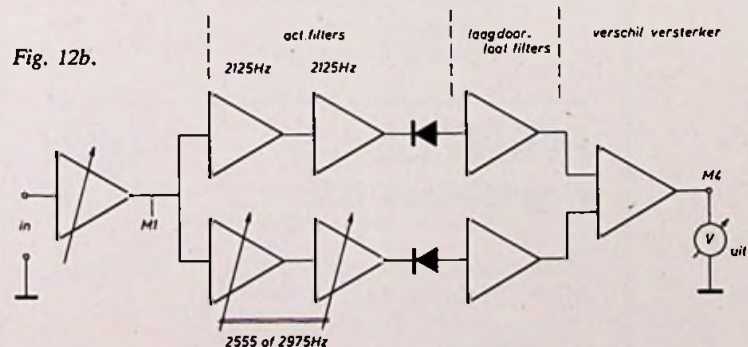 Fig. 12b.
act. filters
laagdoor-
laat filters
verschil versterker
2125Hz
2125Hz
in
M1
M4
V
uit
2555 of 2975Hz